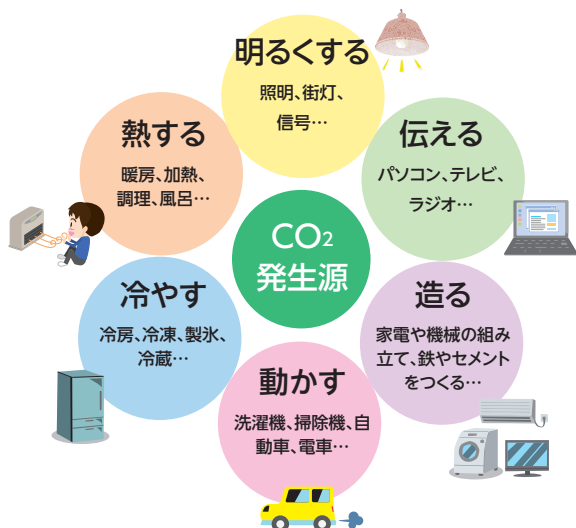 明るくする
照明、街灯、
信号…
伝える
パソコン、テレビ、
ラジオ…
造る
家電や機械の組み
立て、鉄やセメント
をつくる…
動かす
洗濯機、掃除機、自
動車、電車…
冷やす
冷房、冷凍、製氷、
冷蔵…
熱する
暖房、加熱、
調理、風呂…
CO₂
発生源